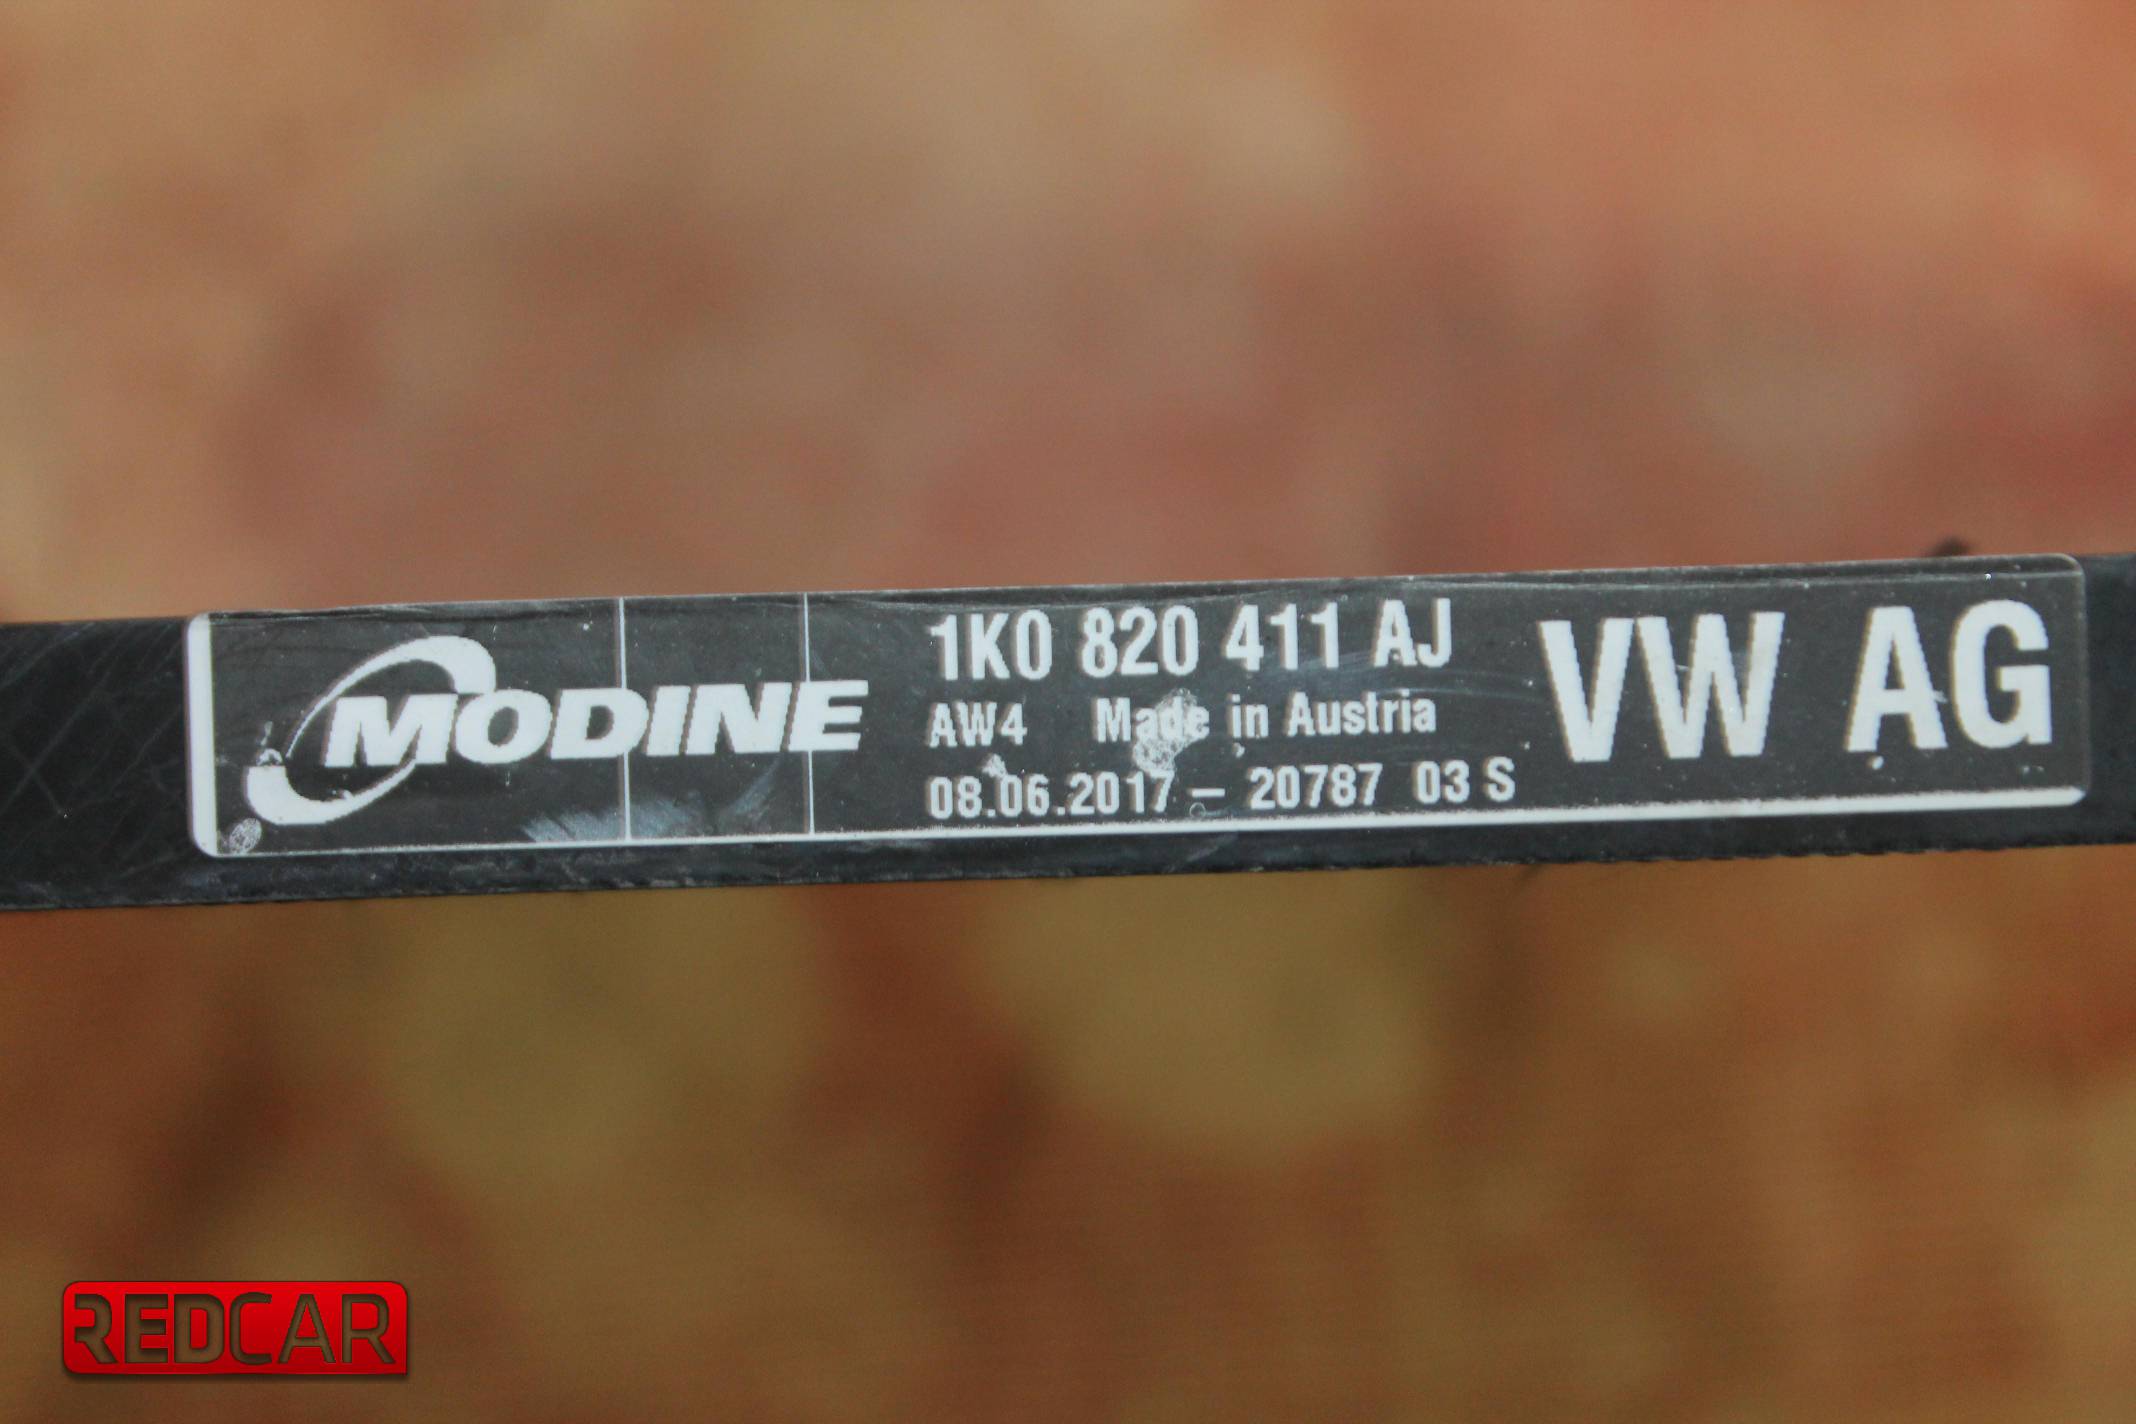 MODINE
1K0 820 411 AJ
AW4 Made in Austria
08.06.2017 – 20787 03 S
VW AG
REDCAR